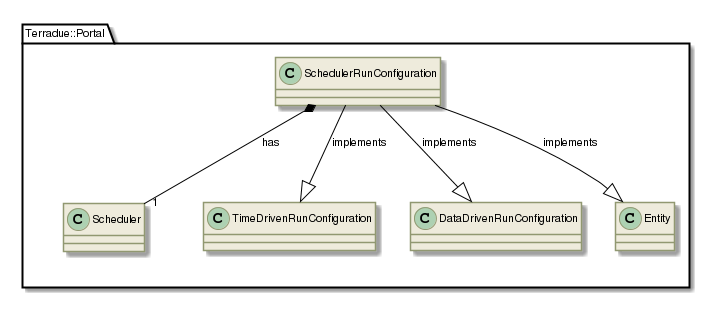 Terradue::Portal
C SchedulerRunConfiguration
has
implements
implements
implements
1
C Scheduler
C TimeDrivenRunConfiguration
C DataDrivenRunConfiguration
C Entity